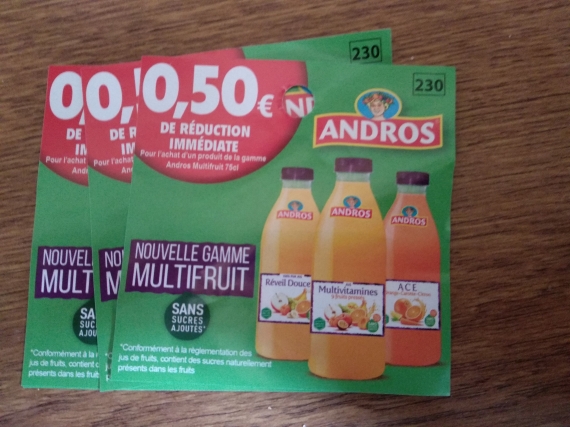 230
230
0,50€
DE RÉDUCTION
IMMÉDIATE
Pour l'achat d'un produit de la gamme
Andros Multifruit 75cl
ANDROS
NOUVELLE GAMME
MULTIFRUIT
SANS
SUCRES
AJOUTÉS*
ANDROS
ANDROS
ANDROS
Réveil Douceur
Multivitamines
ACE
*Conformément à la réglementation des
jus de fruits, contient des sucres naturellement
présents dans les fruits